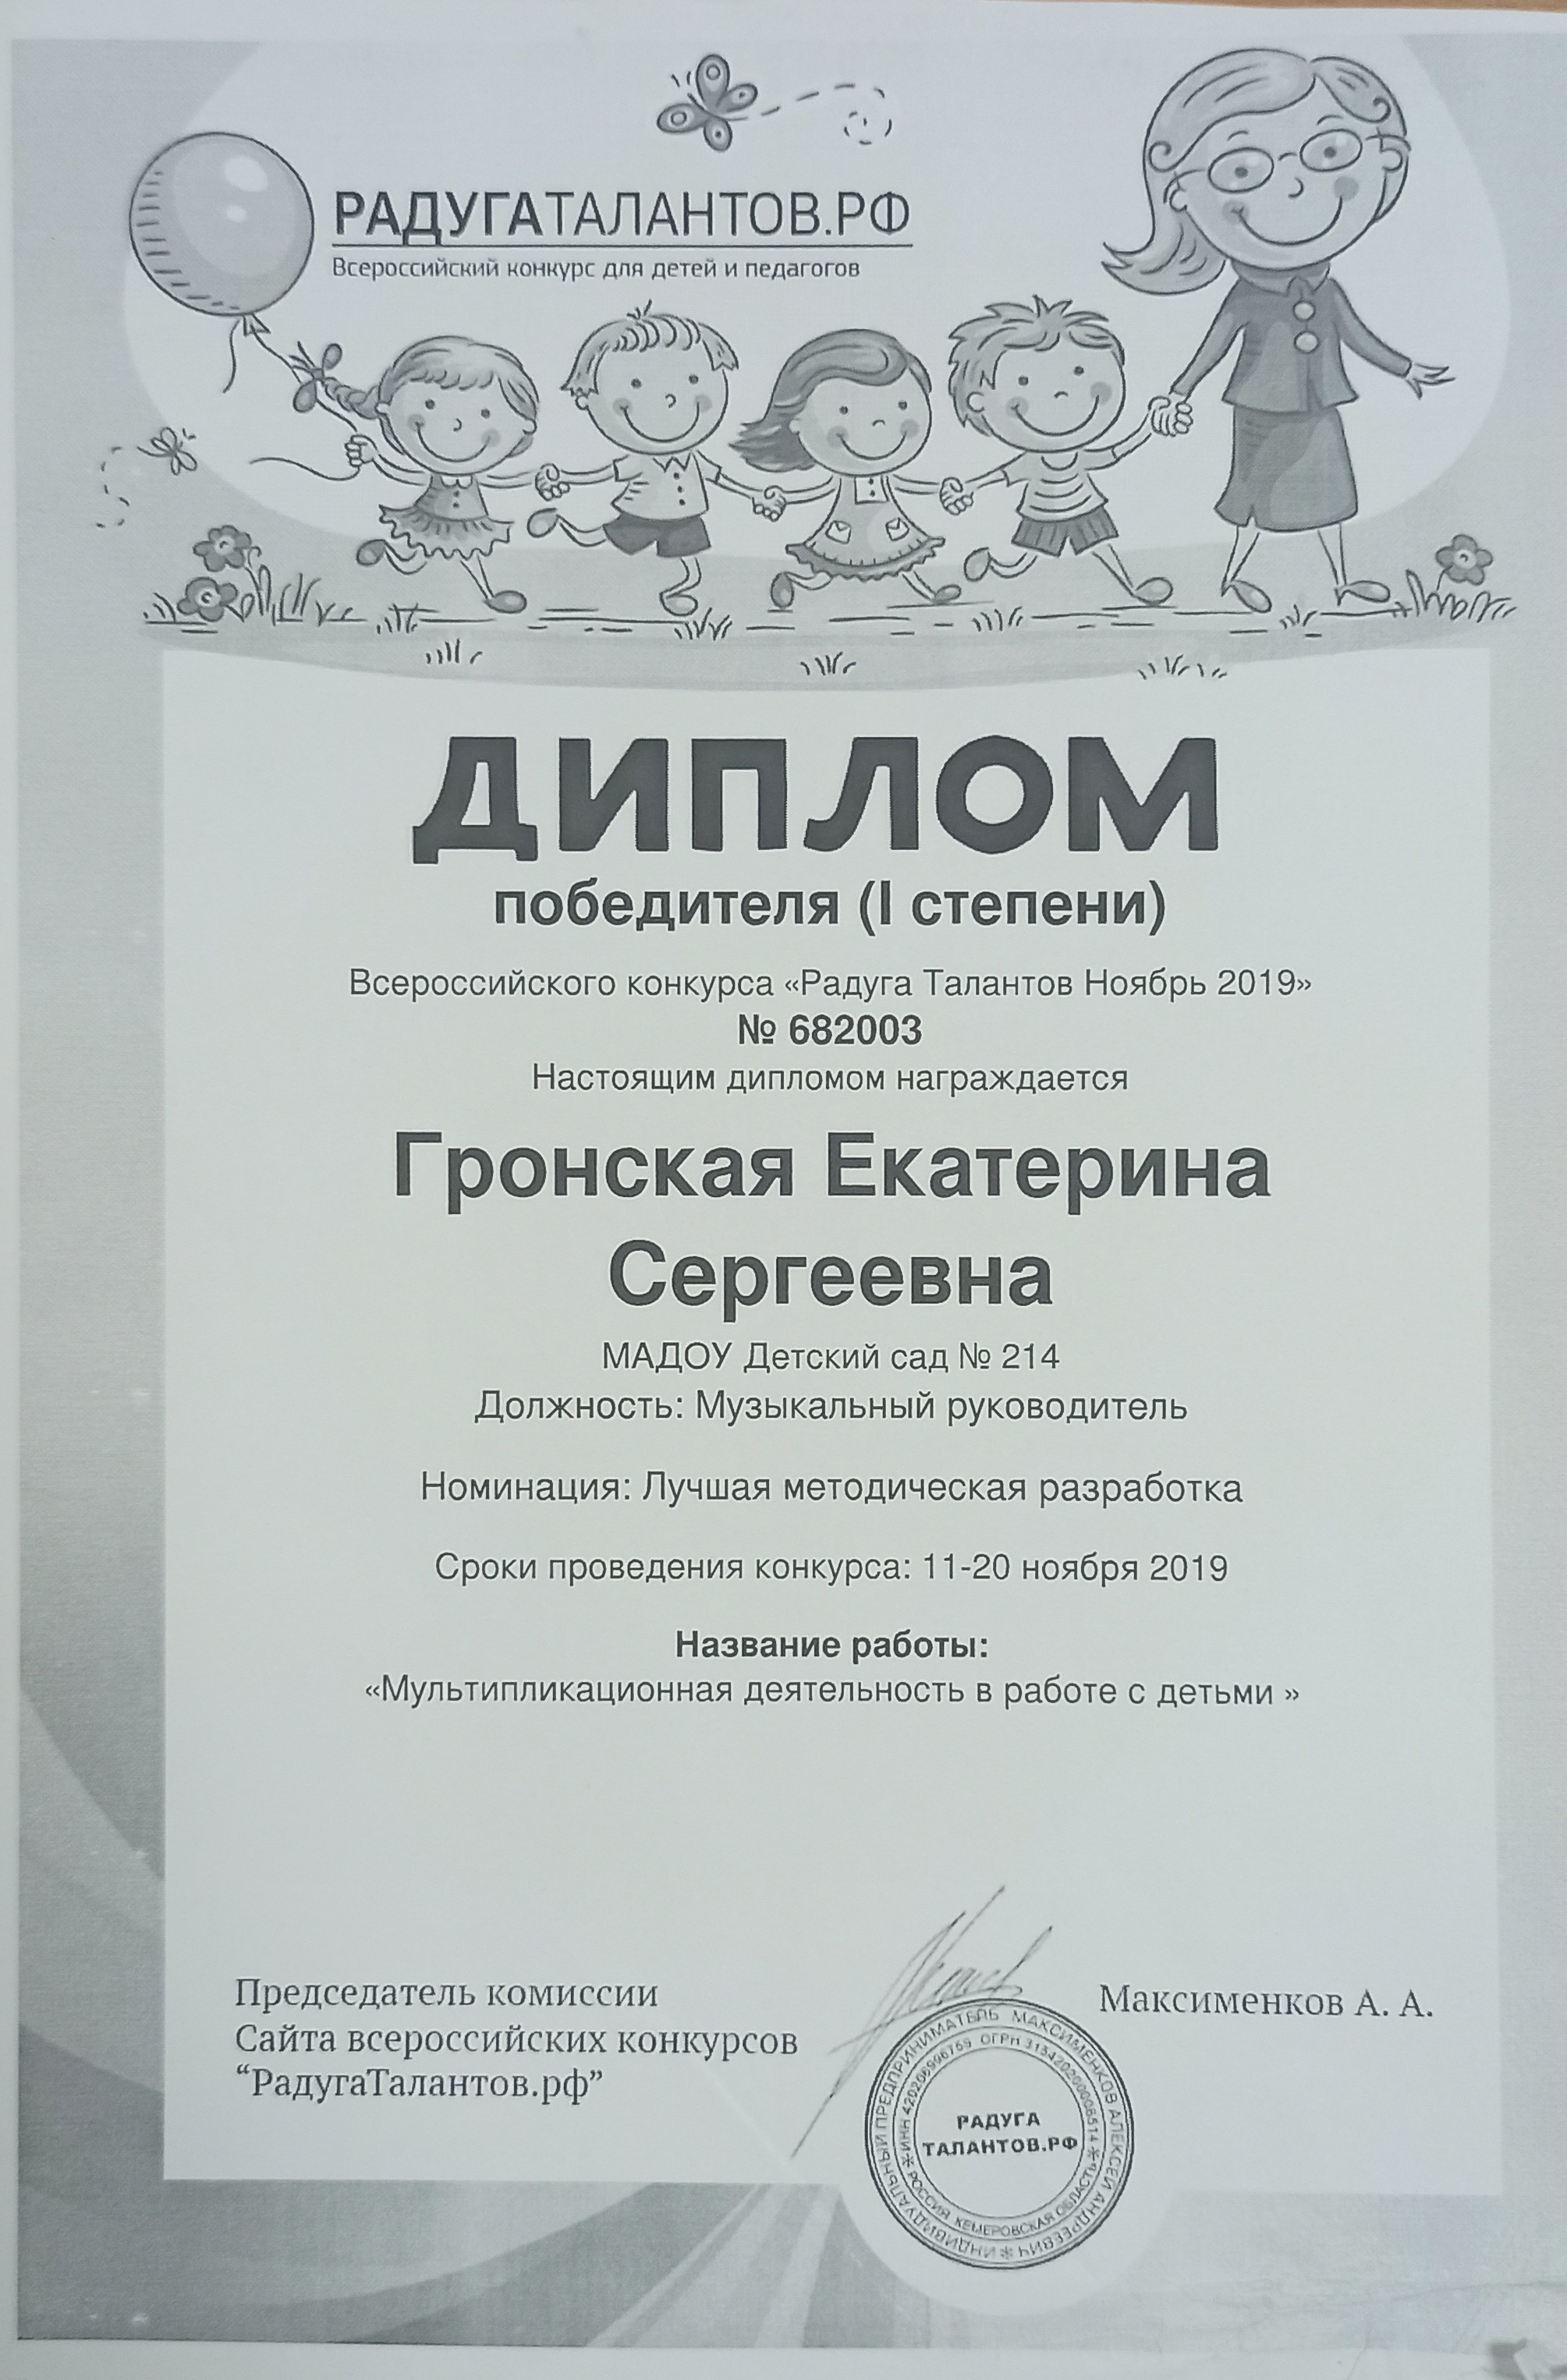 РАДУГАТАЛАНТОВ.РФ
Всероссийский конкурс для детей и педагогов
ДИПЛОМ
победителя (I степени)
Всероссийского конкурса «Радуга Талантов Ноябрь 2019»
№ 682003
Настоящим дипломом награждается
Гронская Екатерина
Сергеевна
МАДОУ Детский сад № 214
Должность: Музыкальный руководитель
Номинация: Лучшая методическая разработка
Сроки проведения конкурса: 11-20 ноября 2019
Название работы:
«Мультипликационная деятельность в работе с детьми »
Председатель комиссии
Сайта всероссийских конкурсов
“РадугаТалантов.рф”
Максименков А. А.
ИНДИВИДУАЛЬНЫЙ ПРЕДПРИНИМАТЕЛЬ МАКСИМЕНКОВ АЛЕКСЕЙ АНДРЕЕВИЧ
ИНН 420206996759 ОГРН
РОССИЯ КЕМЕРОВСКАЯ ОБЛАСТЬ
РАДУГА
ТАЛАНТОВ.РФ